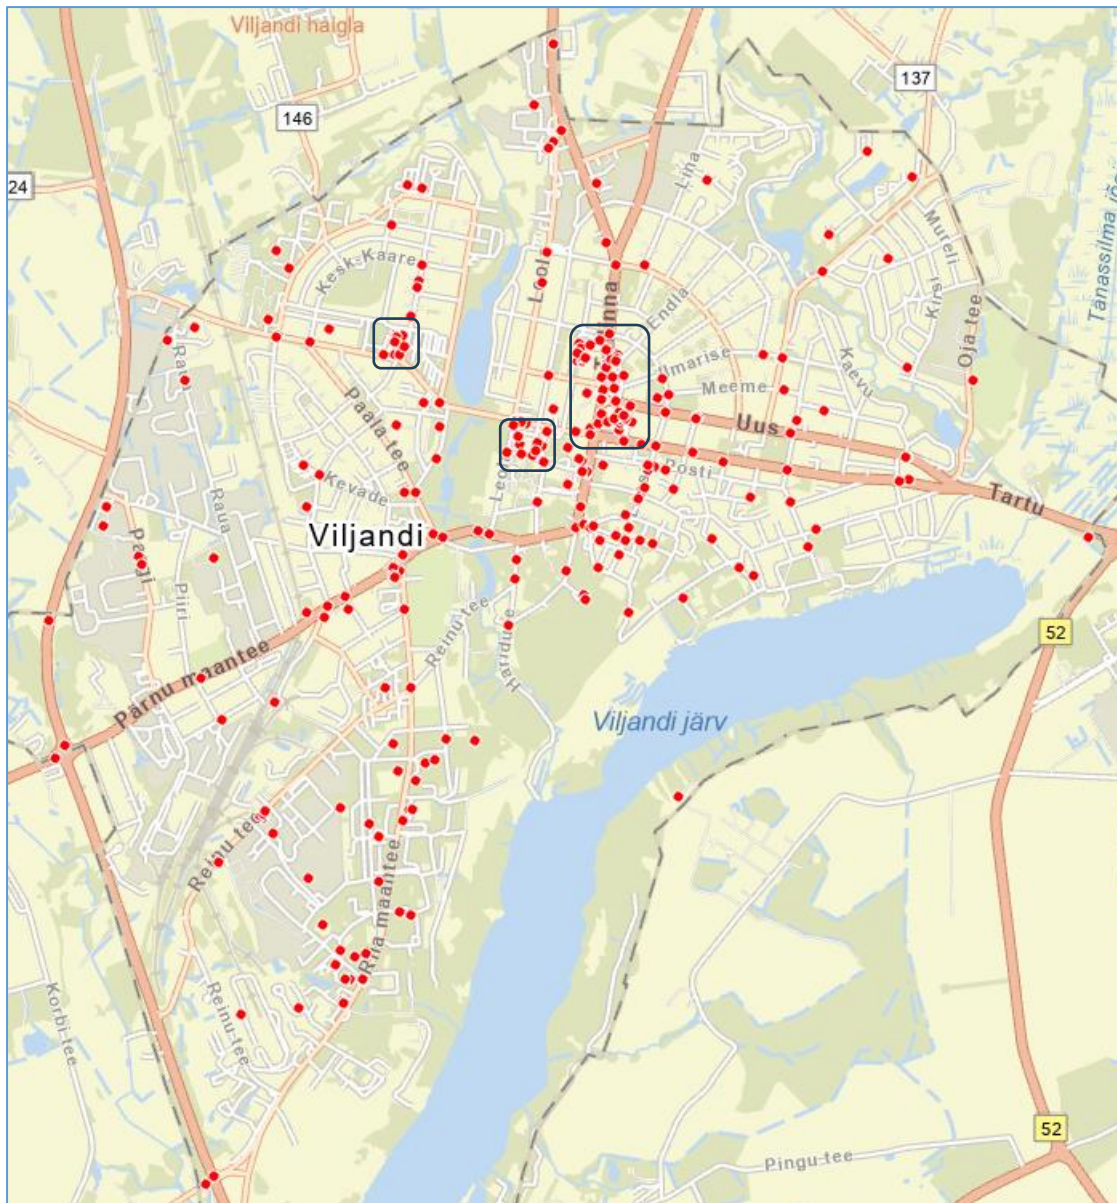 Viljandi haigla
137
146
24
Lina
Tänassilma jõe
Mureli
Kesk-Kaare
Kirsi
Endla
Oja tee
Ilmarise
Kaevu
Meeme
Paala tee
Uus
Posti
Kevade
Tartu
Raua
Viljandi
Piiri
Reinu tee
52
Pärnu maantee
Viljandi järv
Reinu tee
Riia maantee
Korbi tee
Reinu tee
52
Pingu tee